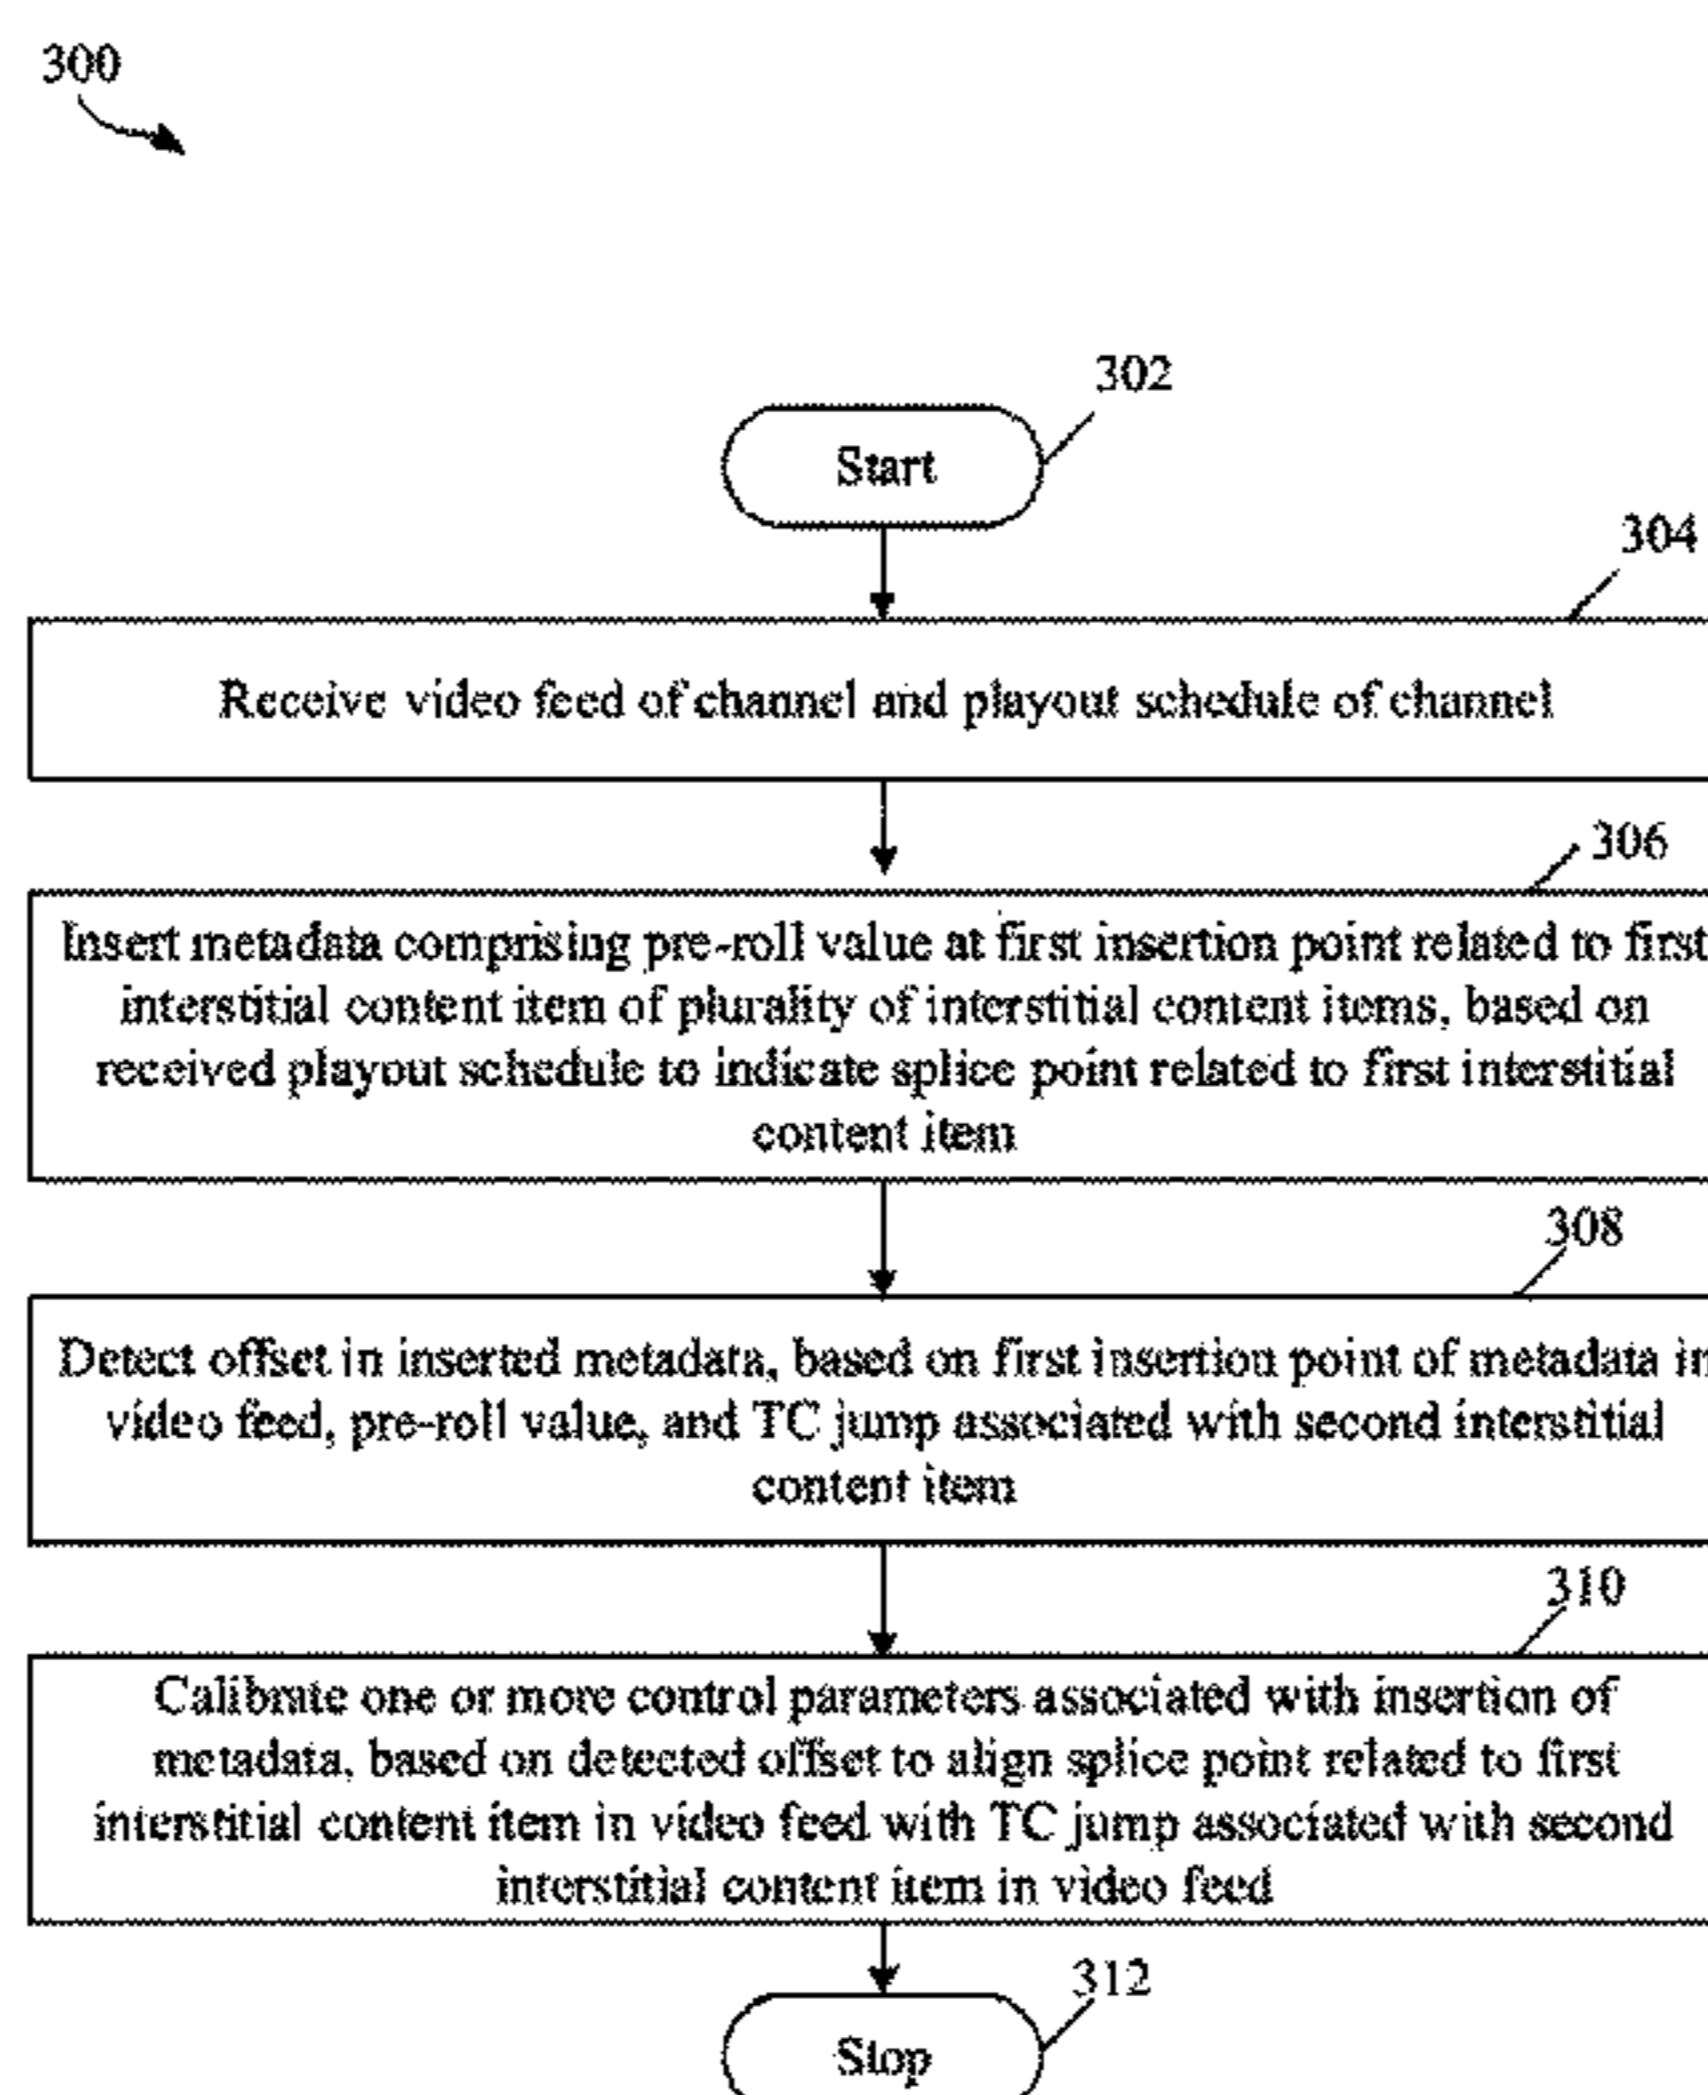 300
302
Start
304
Receive video feed of channel and playout schedule of channel
306
Insert metadata comprising pre-roll value at first insertion point related to first
interstitial content item of plurality of interstitial content items, based on
received playout schedule to indicate splice point related to first interstitial
content item
308
Detect offset in inserted metadata, based on first insertion point of metadata in
video feed, pre-roll value, and TC jump associated with second interstitial
content item
310
Calibrate one or more control parameters associated with insertion of
metadata, based on detected offset to align splice point related to first
interstitial content item in video feed with TC jump associated with second
interstitial content item in video feed
312
Stop